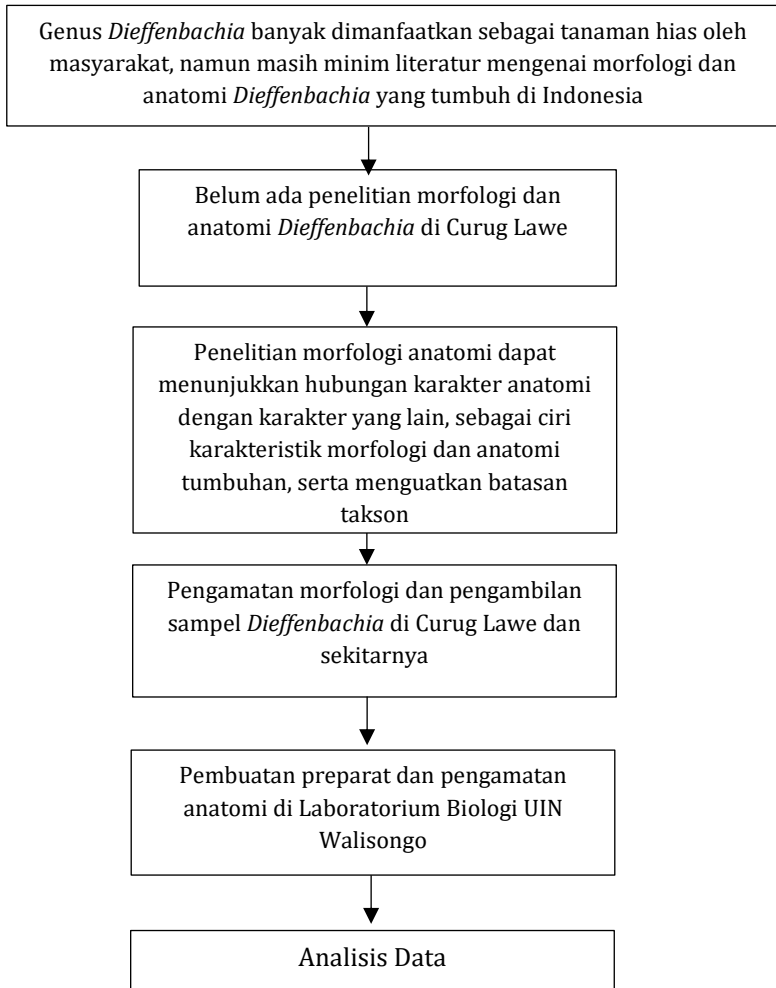 Genus Dieffenbachia banyak dimanfaatkan sebagai tanaman hias oleh
masyarakat, namun masih minim literatur mengenai morfologi dan
anatomi Dieffenbachia yang tumbuh di Indonesia
Belum ada penelitian morfologi dan
anatomi Dieffenbachia di Curug Lawe
Penelitian morfologi anatomi dapat
menunjukkan hubungan karakter anatomi
dengan karakter yang lain, sebagai ciri
karakteristik morfologi dan anatomi
tumbuhan, serta menguatkan batasan
takson
Pengamatan morfologi dan pengambilan
sampel Dieffenbachia di Curug Lawe dan
sekitarnya
Pembuatan preparat dan pengamatan
anatomi di Laboratorium Biologi UIN
Walisongo
Analisis Data